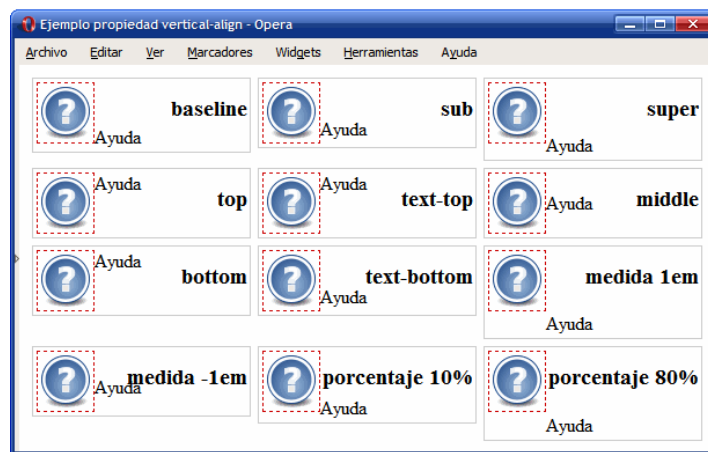 Ejemplo propiedad vertical-align - Opera
Archivo Editar Ver Marcadores Widgets Herramientas Ayuda
baseline
Ayuda
sub
Ayuda
super
Ayuda
Ayuda
top
Ayuda
text-top
Ayuda
middle
Ayuda
bottom
text-bottom
Ayuda
medida 1em
Ayuda
medida -1em
Ayuda
porcentaje 10%
Ayuda
porcentaje 80%
Ayuda